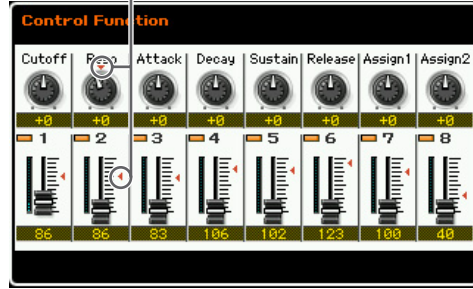 Control Function
Cutoff Reso Attack Decay Sustain Release Assign1 Assign2
+0 +0 +0 +0 +0 +0 +0 +0
1 2 3 4 5 6 7 8
86 86 83 106 102 123 100 40